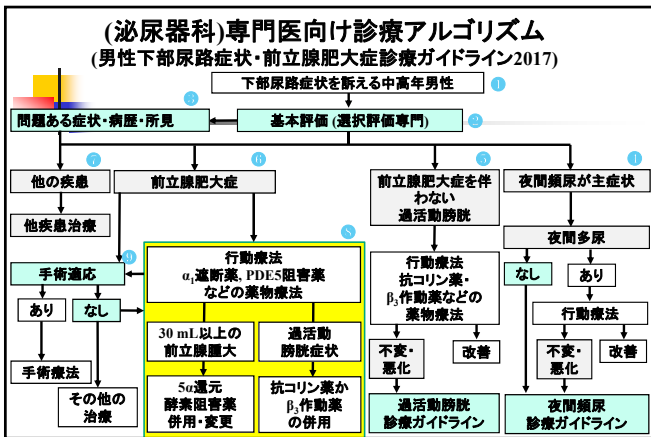 (泌尿器科)専門医向け診療アルゴリズム
(男性下部尿路症状・前立腺肥大症診療ガイドライン2017)
下部尿路症状を訴える中高年男性
1
3
問題ある症状・病歴・所見
基本評価 (選択評価専門)
2
7
他の疾患
他疾患治療
6
前立腺肥大症
5
前立腺肥大症を伴
わない
過活動膀胱
4
夜間頻尿が主症状
夜間多尿
9
手術適応
あり
なし
手術療法
その他の
治療
8
行動療法
α1遮断薬, PDE5阻害薬
などの薬物療法
30 mL以上の
前立腺腫大
過活動
膀胱症状
5α還元
酵素阻害薬
併用・変更
抗コリン薬か
β3作動薬
の併用
行動療法
抗コリン薬・
β3作動薬などの
薬物療法
不変・
悪化
改善
過活動膀胱
診療ガイドライン
なし
あり
行動療法
不変・
悪化
改善
夜間頻尿
診療ガイドライン